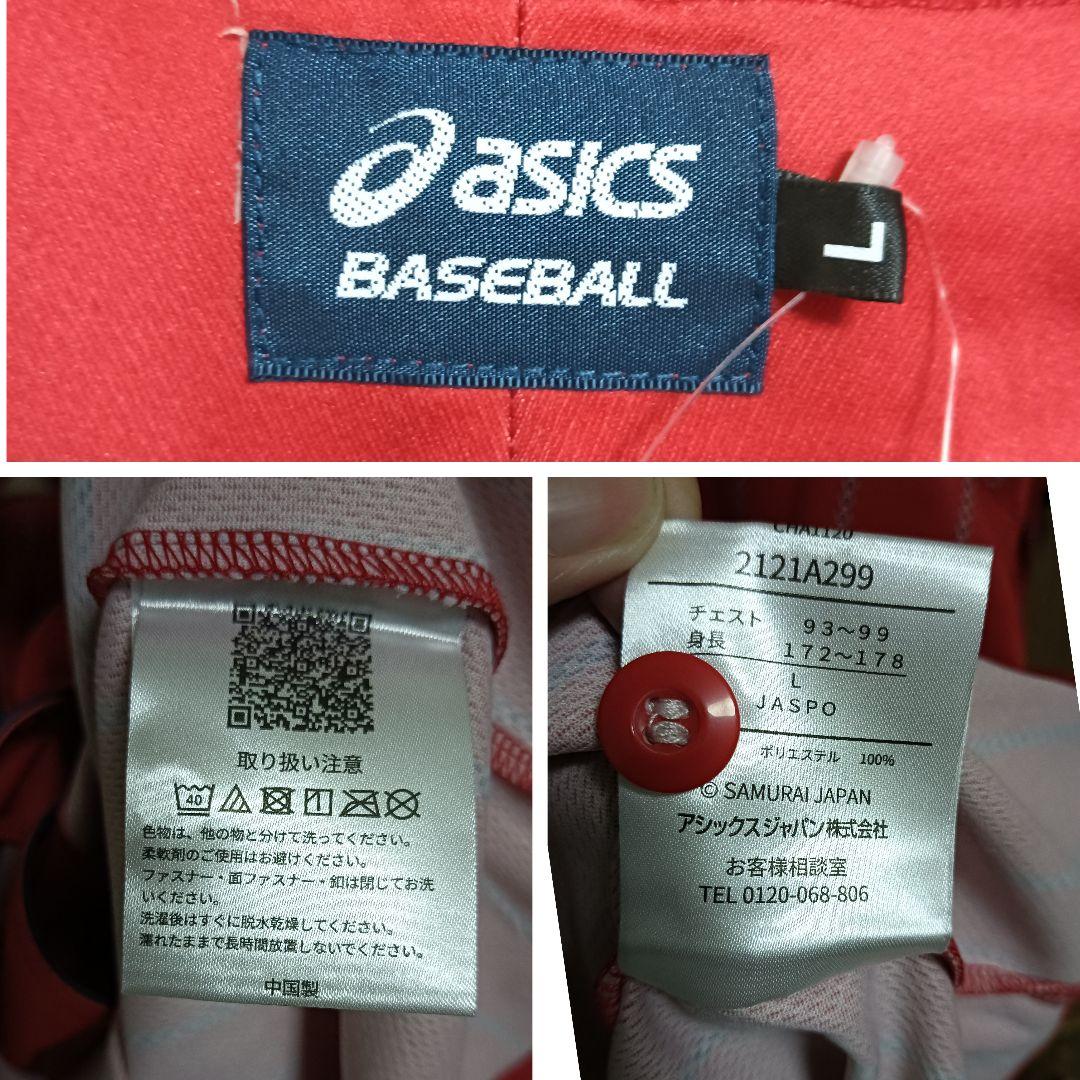 asics
BASEBALL
L
取り扱い注意
40
色物は、他の物と分けて洗ってください。
柔軟剤のご使用はお避けください。
ファスナー・面ファスナー・釦は閉じてお洗
いください。
洗濯後はすぐに脱水乾燥してください。
濡れたままで長時間放置しないでください。
中国製
CHA1120
2121A299
チェスト 93～99
身長 172～178
L
JASPO
ポリエステル 100%
© SAMURAI JAPAN
アシックスジャパン株式会社
お客様相談室
TEL 0120-068-806